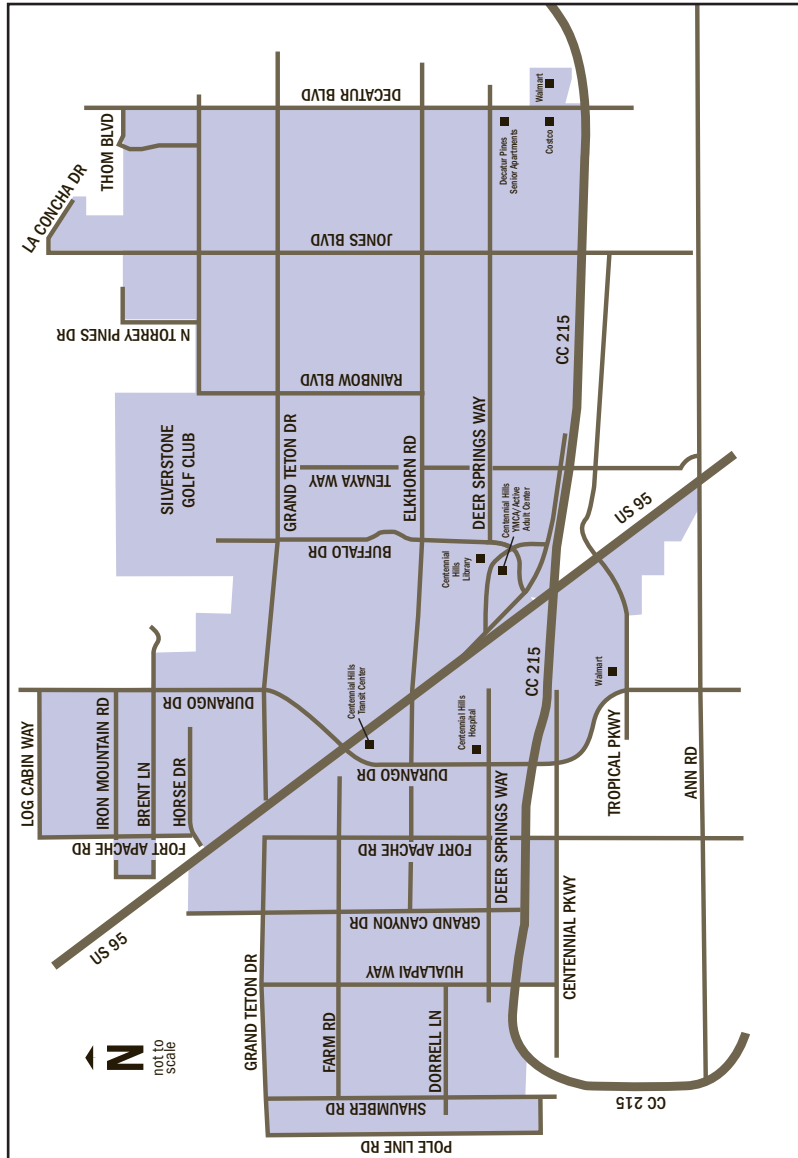 DECATUR BLVD
Walmart
THOM BLVD
Decatur Pines
Senior Apartments
Costco
LA CONCHA DR
JONES BLVD
N TORREY PINES DR
CC 215
RAINBOW BLVD
SILVERSTONE
GOLF CLUB
GRAND TETON DR
TENAYA WAY
ELKHORN RD
DEER SPRINGS WAY
US 95
Centennial Hills
YMCA/Active
Adult Center
BUFFALO DR
Centennial
Hills
Library
CC 215
Walmart
DURANGO DR
Centennial Hills
Transit Center
Centennial Hills
Hospital
LOG CABIN WAY
IRON MOUNTAIN RD
BRENT LN
HORSE DR
DURANGO DR
TROPICAL PKWY
ANN RD
FORT APACHE RD
FORT APACHE RD
DEER SPRINGS WAY
GRAND CANYON DR
US 95
HUALAPAI WAY
CENTENNIAL PKWY
GRAND TETON DR
FARM RD
DORRELL LN
N
not to
scale
SHAUMBER RD
CC 215
POLE LINE RD